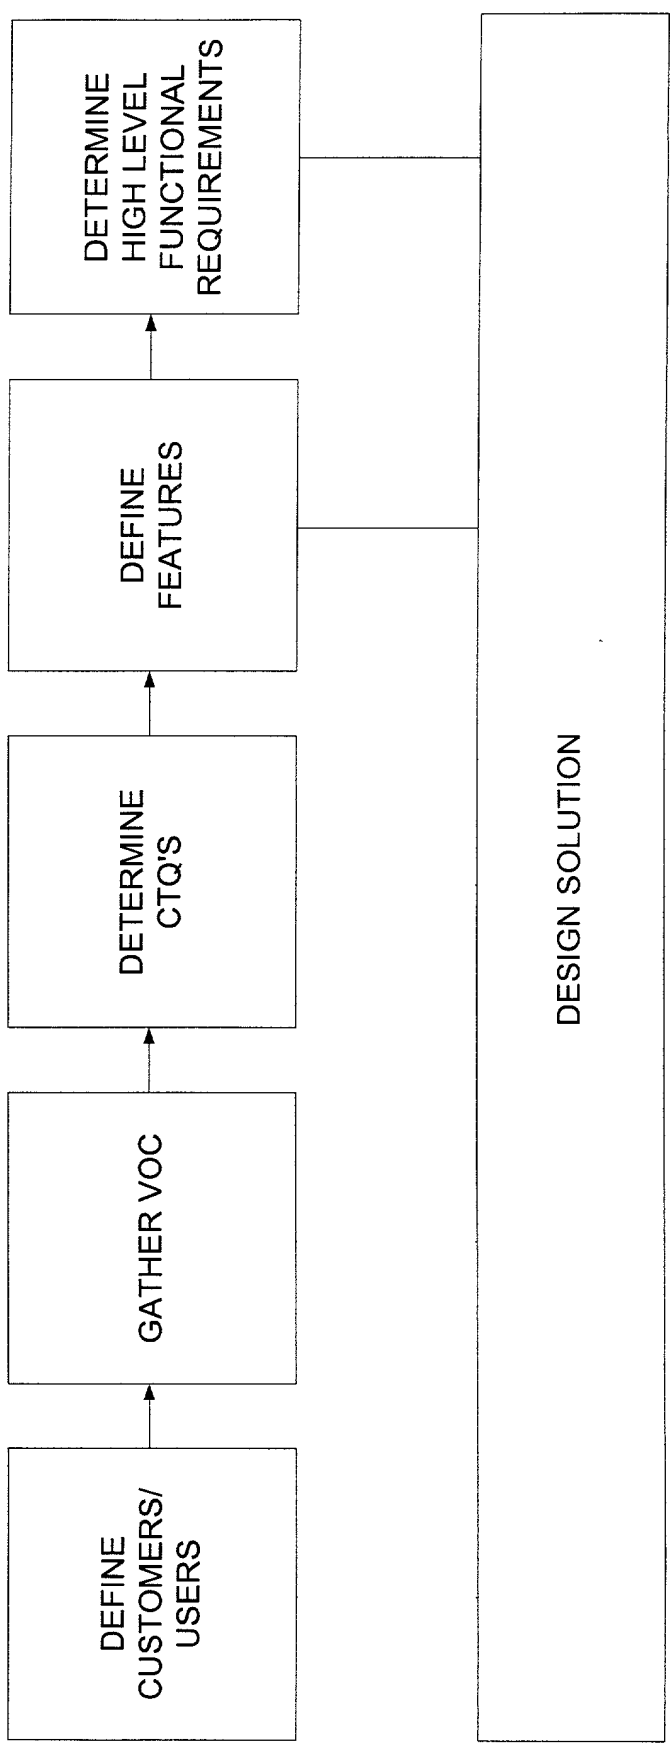 DEFINE
CUSTOMERS/
USERS
GATHER VOC
DETERMINE
CTQ'S
DEFINE
FEATURES
DETERMINE
HIGH LEVEL
FUNCTIONAL
REQUIREMENTS
DESIGN SOLUTION